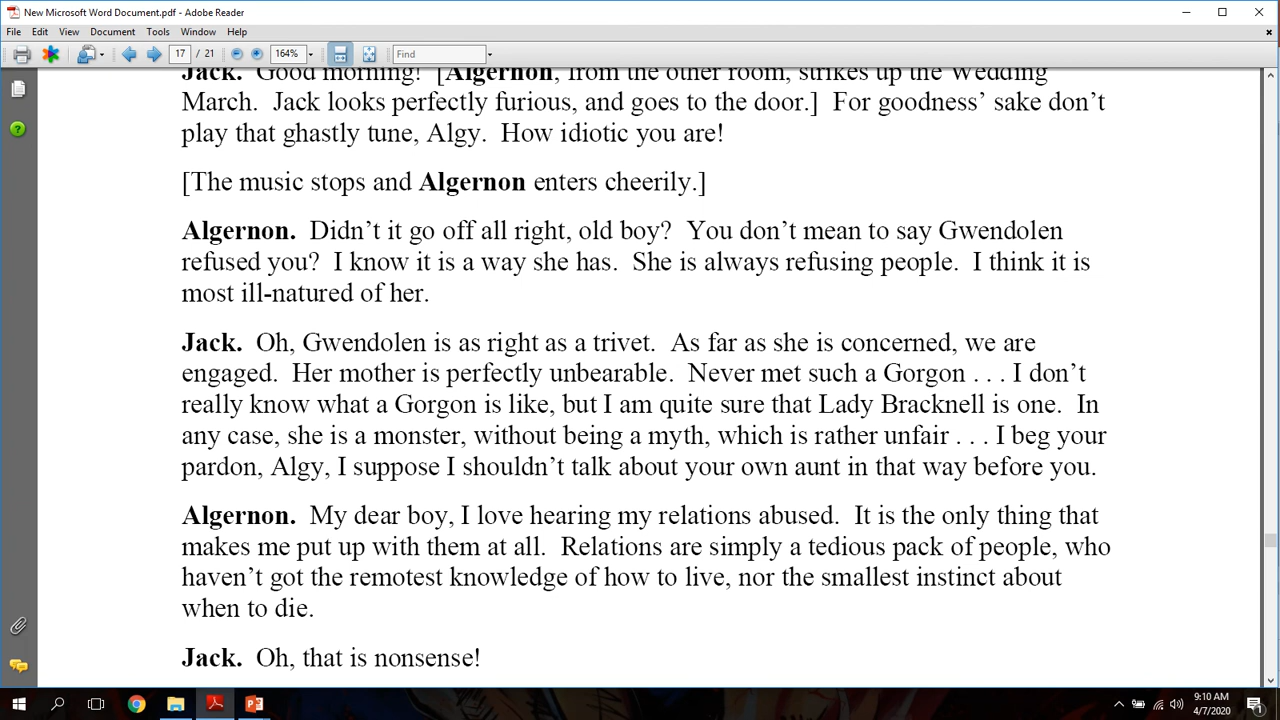 New Microsoft Word Document.pdf - Adobe Reader
File Edit View Document Tools Window Help
17 / 21 164% Find
Jack.  Good morning!  [Algernon, from the other room, strikes up the Wedding
March.  Jack looks perfectly furious, and goes to the door.]  For goodness’ sake don’t
play that ghastly tune, Algy.  How idiotic you are!
[The music stops and Algernon enters cheerily.]
Algernon.  Didn’t it go off all right, old boy?  You don’t mean to say Gwendolen
refused you?  I know it is a way she has.  She is always refusing people.  I think it is
most ill-natured of her.
Jack.  Oh, Gwendolen is as right as a trivet.  As far as she is concerned, we are
engaged.  Her mother is perfectly unbearable.  Never met such a Gorgon . . . I don’t
really know what a Gorgon is like, but I am quite sure that Lady Bracknell is one.  In
any case, she is a monster, without being a myth, which is rather unfair . . . I beg your
pardon, Algy, I suppose I shouldn’t talk about your own aunt in that way before you.
Algernon.  My dear boy, I love hearing my relations abused.  It is the only thing that
makes me put up with them at all.  Relations are simply a tedious pack of people, who
haven’t got the remotest knowledge of how to live, nor the smallest instinct about
when to die.
Jack.  Oh, that is nonsense!
9:10 AM
4/7/2020